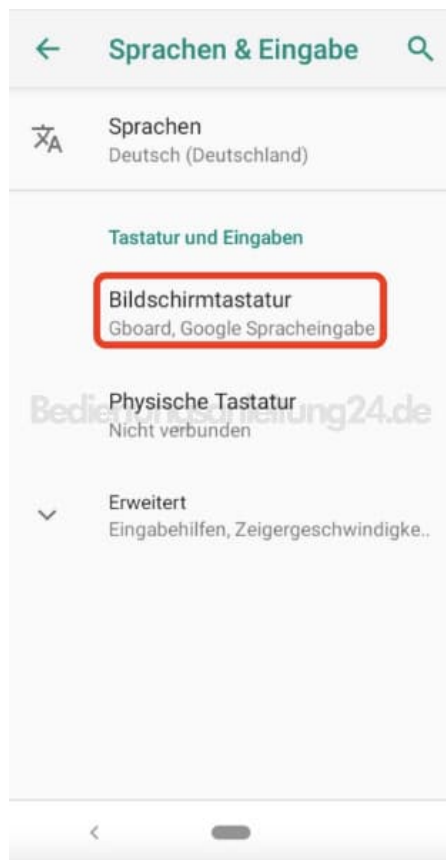 Sprachen & Eingabe
Sprachen
Deutsch (Deutschland)
Tastatur und Eingaben
Bildschirmtastatur
Gboard, Google Spracheingabe
Bedienungsanleitung24.de
Physische Tastatur
Nicht verbunden
Erweitert
Eingabehilfen, Zeigergeschwindigke..